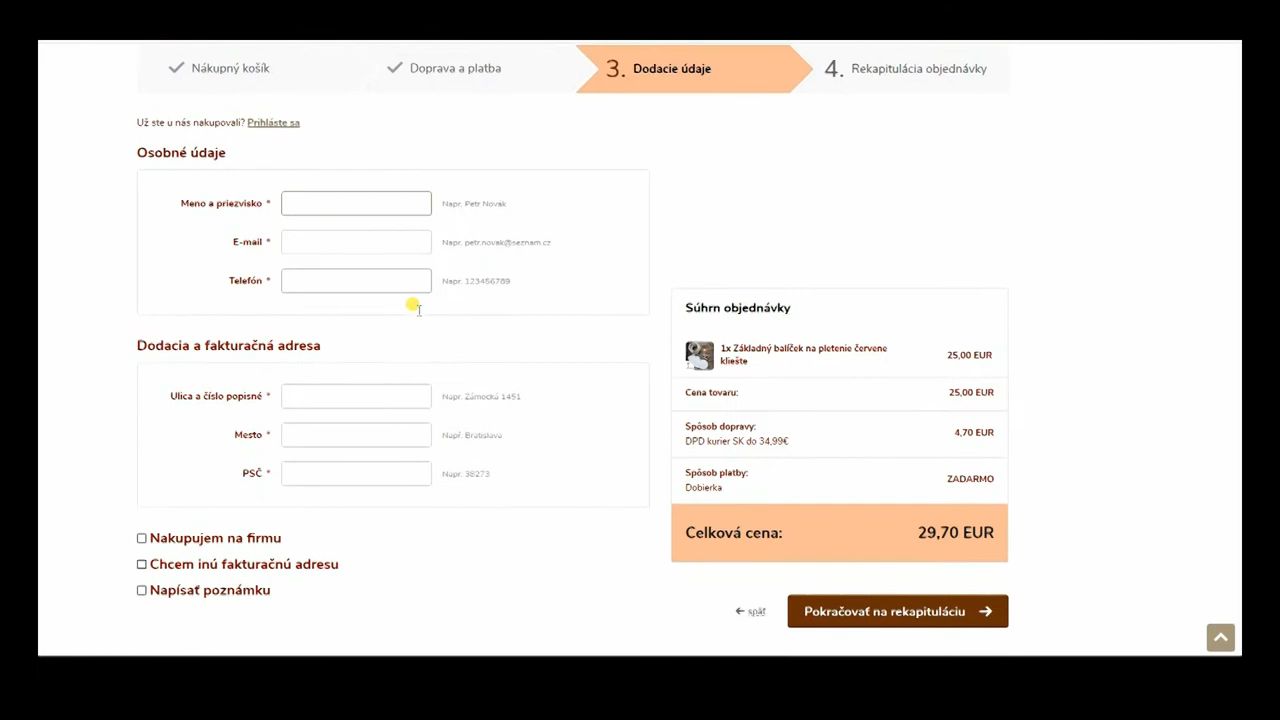 Nákupný košík
Doprava a platba
3. Dodacie údaje
4. Rekapitulácia objednávky
Už ste u nás nakupovali? Prihláste sa
Osobné údaje
Meno a priezvisko *
Napr. Petr Novák
E-mail *
Napr. petr.novak@seznam.cz
Telefón *
Napr. 123456789
Dodacia a fakturačná adresa
Ulica a číslo popisné *
Napr. Zámocká 1451
Mesto *
Napr. Bratislava
PSČ *
Napr. 38273
Nakupujem na firmu
Chcem inú fakturačnú adresu
Napísať poznámku
Súhrn objednávky
1x Základný balíček na pletenie červene
kliešte
25,00 EUR
Cena tovaru:
25,00 EUR
Spôsob dopravy:
DPD kurier SK do 34,99€
4,70 EUR
Spôsob platby:
Dobierka
ZADARMO
Celková cena:
29,70 EUR
späť
Pokračovať na rekapituláciu